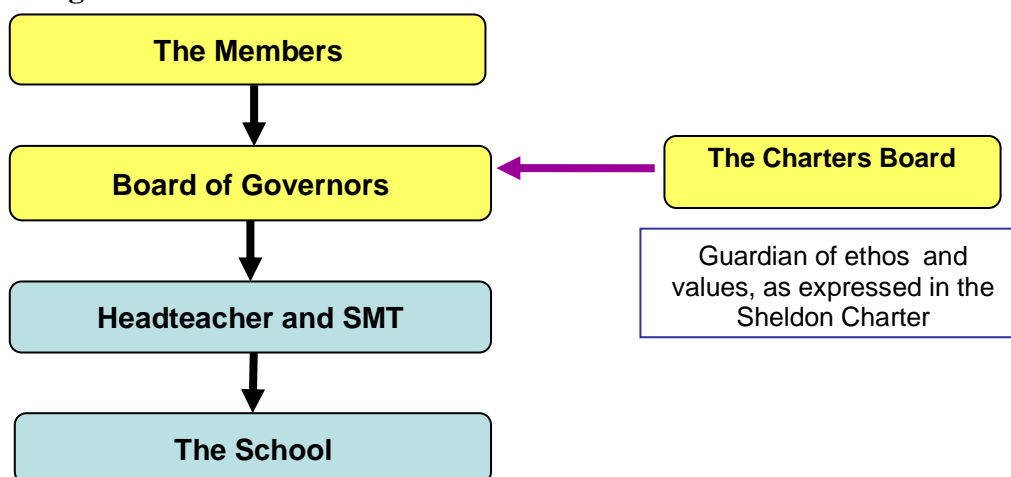 The Members
Board of Governors
The Charters Board
Guardian of ethos and
values, as expressed in the
Sheldon Charter
Headteacher and SMT
The School